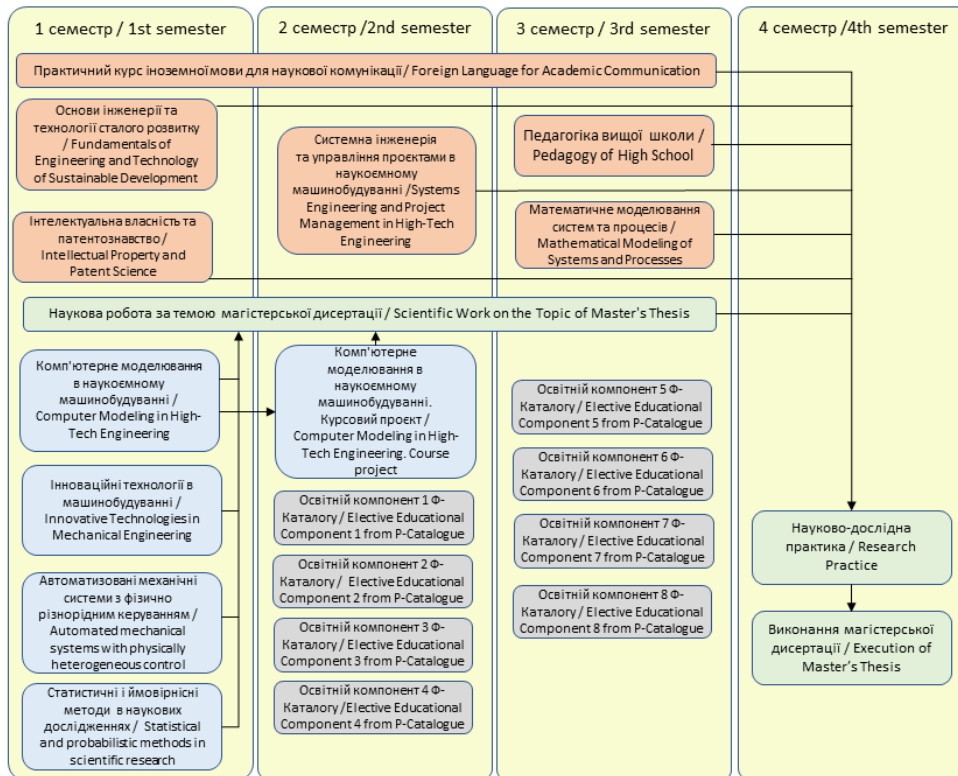 1 семестр / 1st semester
2 семестр /2nd semester
3 семестр / 3rd semester
4 семестр /4th semester
Практичний курс іноземної мови для наукової комунікації / Foreign Language for Academic Communication
Основи інженерії та
технології сталого розвитку
/ Fundamentals of
Engineering and Technology
of Sustainable Development
Інтелектуальна власність та
патентознавство /
Intellectual Property and
Patent Science
Системна інженерія
та управління проєктами в
наукоємному
машинобудуванні /Systems
Engineering and Project
Management in High-Tech
Engineering
Педагогіка вищої школи /
Pedagogy of High School
Математичне моделювання
систем та процесів /
Mathematical Modeling of
Systems and Processes
Наукова робота за темою магістерської дисертації / Scientific Work on the Topic of Master's Thesis
Комп'ютерне моделювання
в наукоємному
машинобудуванні /
Computer Modeling in High-
Tech Engineering
Інноваційні технології в
машинобудуванні /
Innovative Technologies in
Mechanical Engineering
Автоматизовані механічні
системи з фізично
різнорідним керуванням /
Automated mechanical
systems with physically
heterogeneous control
Статистичні і ймовірнісні
методи в наукових
дослідженнях / Statistical
and probabilistic methods in
scientific research
Комп'ютерне
моделювання в
наукоємному
машинобудуванні.
Курсовий проєкт /
Computer Modeling in High-
Tech Engineering. Course
project
Освітній компонент 1 Ф-
Каталогу / Elective Educational
Component 1 from P-Catalogue
Освітній компонент 2 Ф-
Каталогу / Elective Educational
Component 2 from P-Catalogue
Освітній компонент 3 Ф-
Каталогу / Elective Educational
Component 3 from P-Catalogue
Освітній компонент 4 Ф-
Каталогу/Elective Educational
Component 4 from P-Catalogue
Освітній компонент 5 Ф-
Каталогу / Elective Educational
Component 5 from P-Catalogue
Освітній компонент 6 Ф-
Каталогу / Elective Educational
Component 6 from P-Catalogue
Освітній компонент 7 Ф-
Каталогу / Elective Educational
Component 7 from P-Catalogue
Освітній компонент 8 Ф-
Каталогу / Elective Educational
Component 8 from P-Catalogue
Науково-дослідна
практика / Research
Practice
Виконання магістерської
дисертації / Execution of
Master’s Thesis